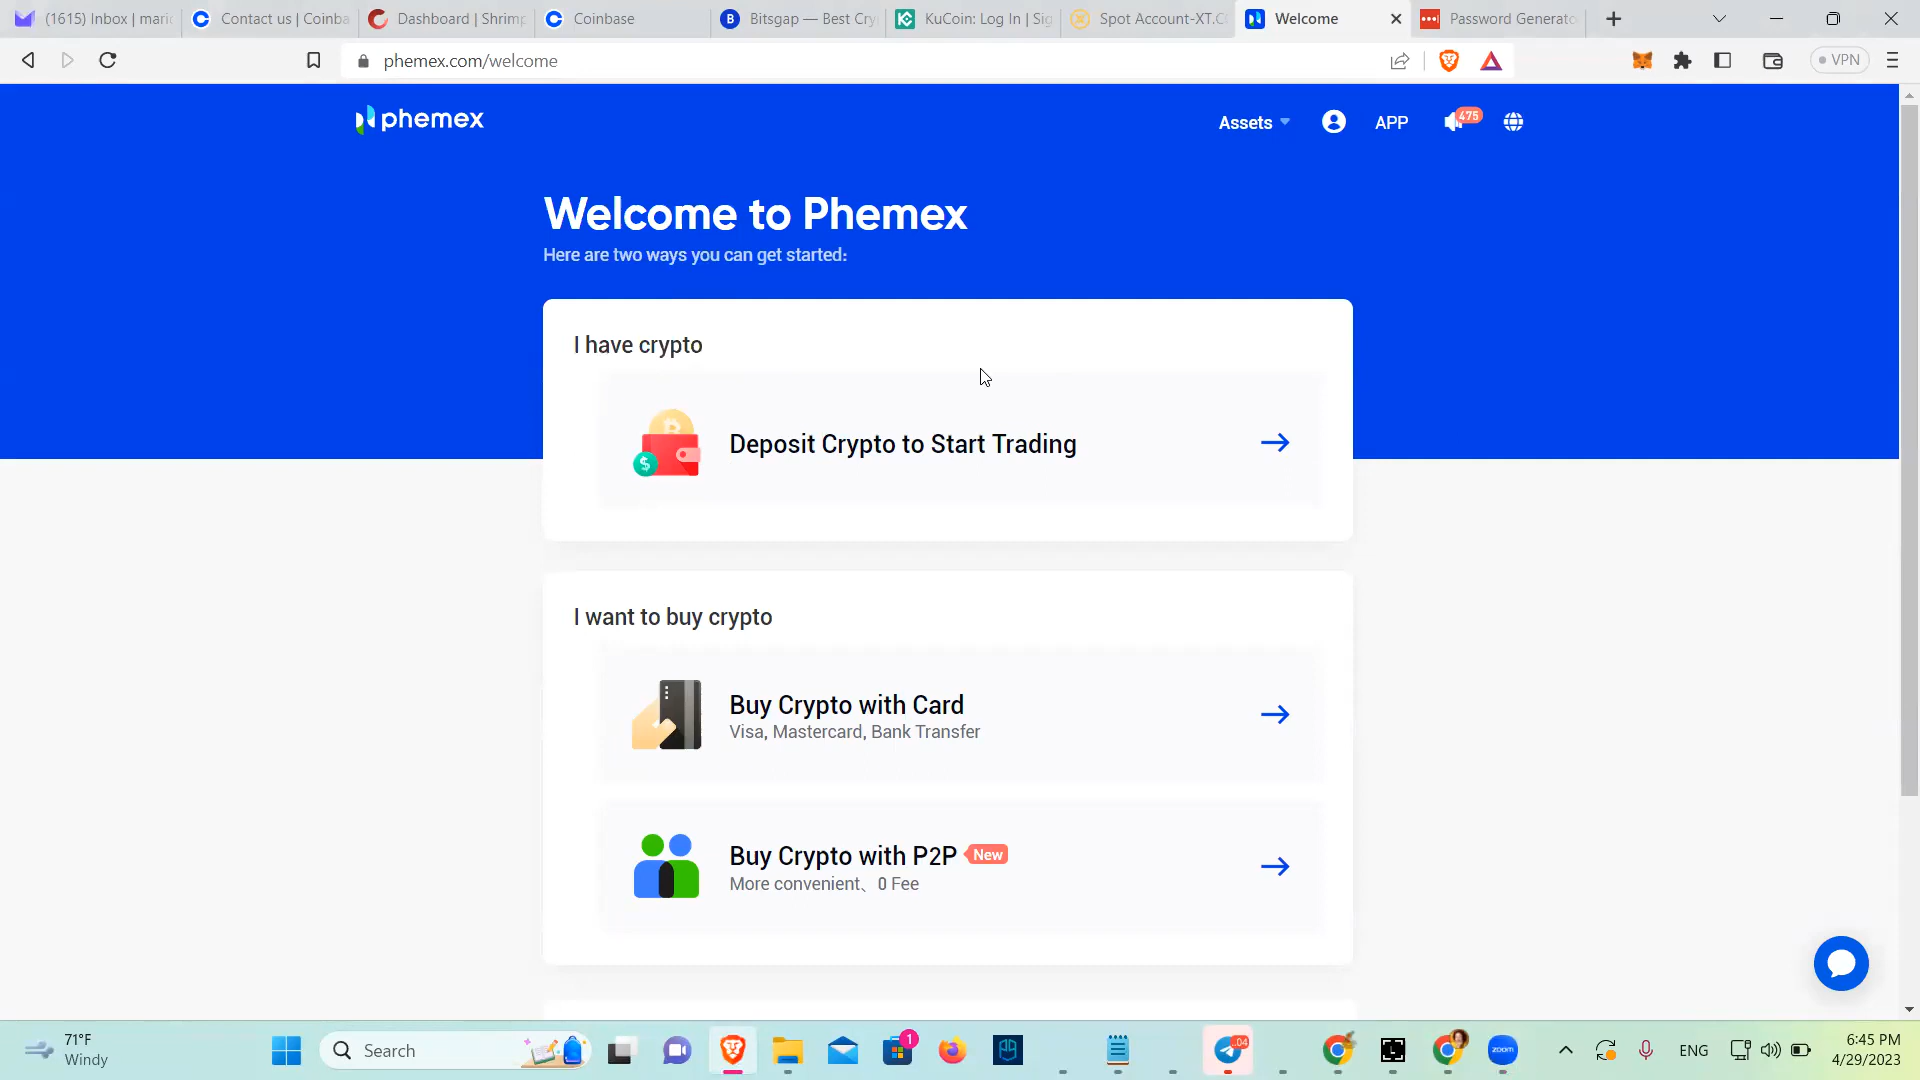 (1615) Inbox | mari
Contact us | Coinba
Dashboard | Shrimp
Coinbase
Bitsgap — Best Cry
KuCoin: Log In | Sig
Spot Account-XT.C
Welcome
Password Generato
phemex.com/welcome
VPN
phemex
Assets
APP
475
Welcome to Phemex
Here are two ways you can get started:
I have crypto
Deposit Crypto to Start Trading
I want to buy crypto
Buy Crypto with Card
Visa, Mastercard, Bank Transfer
Buy Crypto with P2P New
More convenient、0 Fee
71°F
Windy
Search
1
04
zoom
ENG
6:45 PM
4/29/2023